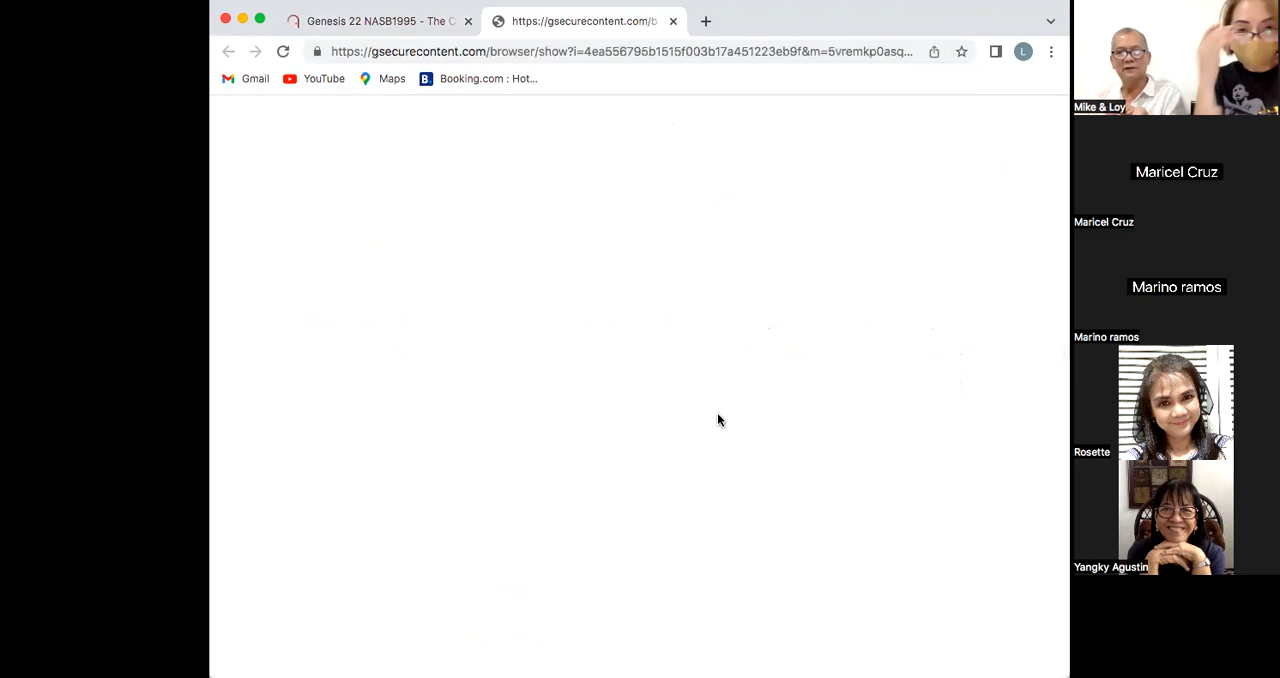 Genesis 22 NASB1995 - The C
https://gsecurecontent.com/b
https://gsecurecontent.com/browser/show?i=4ea556795b1515f003b17a451223eb9f&m=5vremkp0asq...
L
Gmail
YouTube
Maps
B.
Booking.com : Hot...
Mike & Loy
Maricel Cruz
Maricel Cruz
Marino ramos
Marino ramos
Rosette
Yangky Agustin